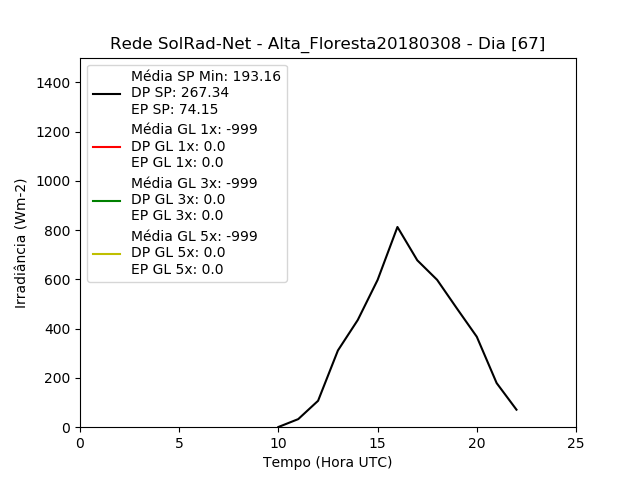 Rede SolRad-Net - Alta_Floresta20180308 - Dia [67]
Média SP Min: 193.16
DP SP: 267.34
EP SP: 74.15
Média GL 1x: -999
DP GL 1x: 0.0
EP GL 1x: 0.0
Média GL 3x: -999
DP GL 3x: 0.0
EP GL 3x: 0.0
Média GL 5x: -999
DP GL 5x: 0.0
EP GL 5x: 0.0
Irradiância (Wm-2)
1400
1200
1000
800
600
400
200
0
0 5 10 15 20 25
Tempo (Hora UTC)